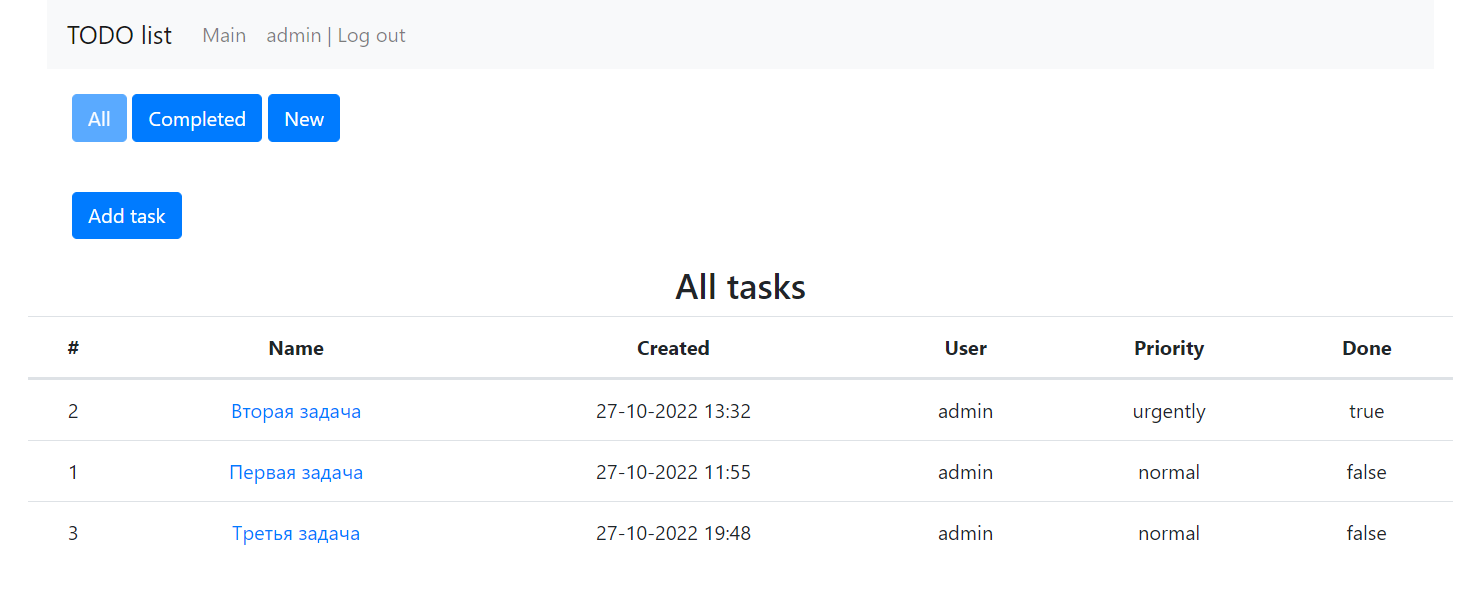 TODO list Main admin | Log out
All Completed New
Add task
All tasks
# Name Created User Priority Done
2 Вторая задача 27-10-2022 13:32 admin urgently true
1 Первая задача 27-10-2022 11:55 admin normal false
3 Третья задача 27-10-2022 19:48 admin normal false